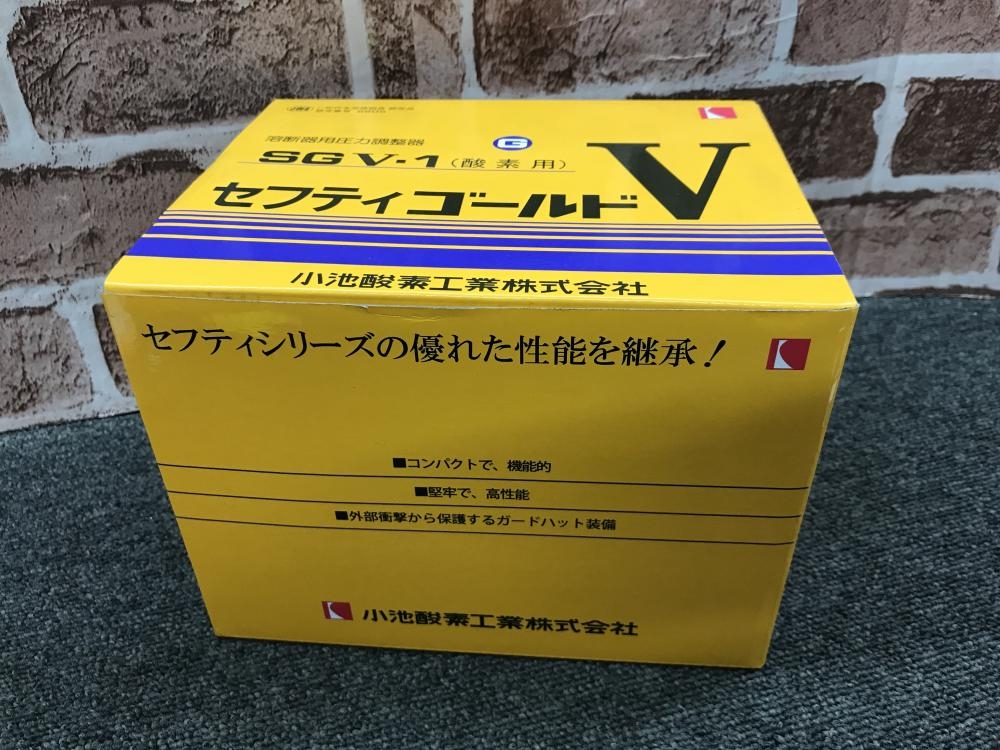 溶断器用圧力調整器
G
SGV・1（酸素用）
V
セフティゴールド
小池酸素工業株式会社
セフティシリーズの優れた性能を継承！
■コンパクトで、機能的
■堅牢で、高性能
■外部衝撃から保護するガードハット装備
小池酸素工業株式会社